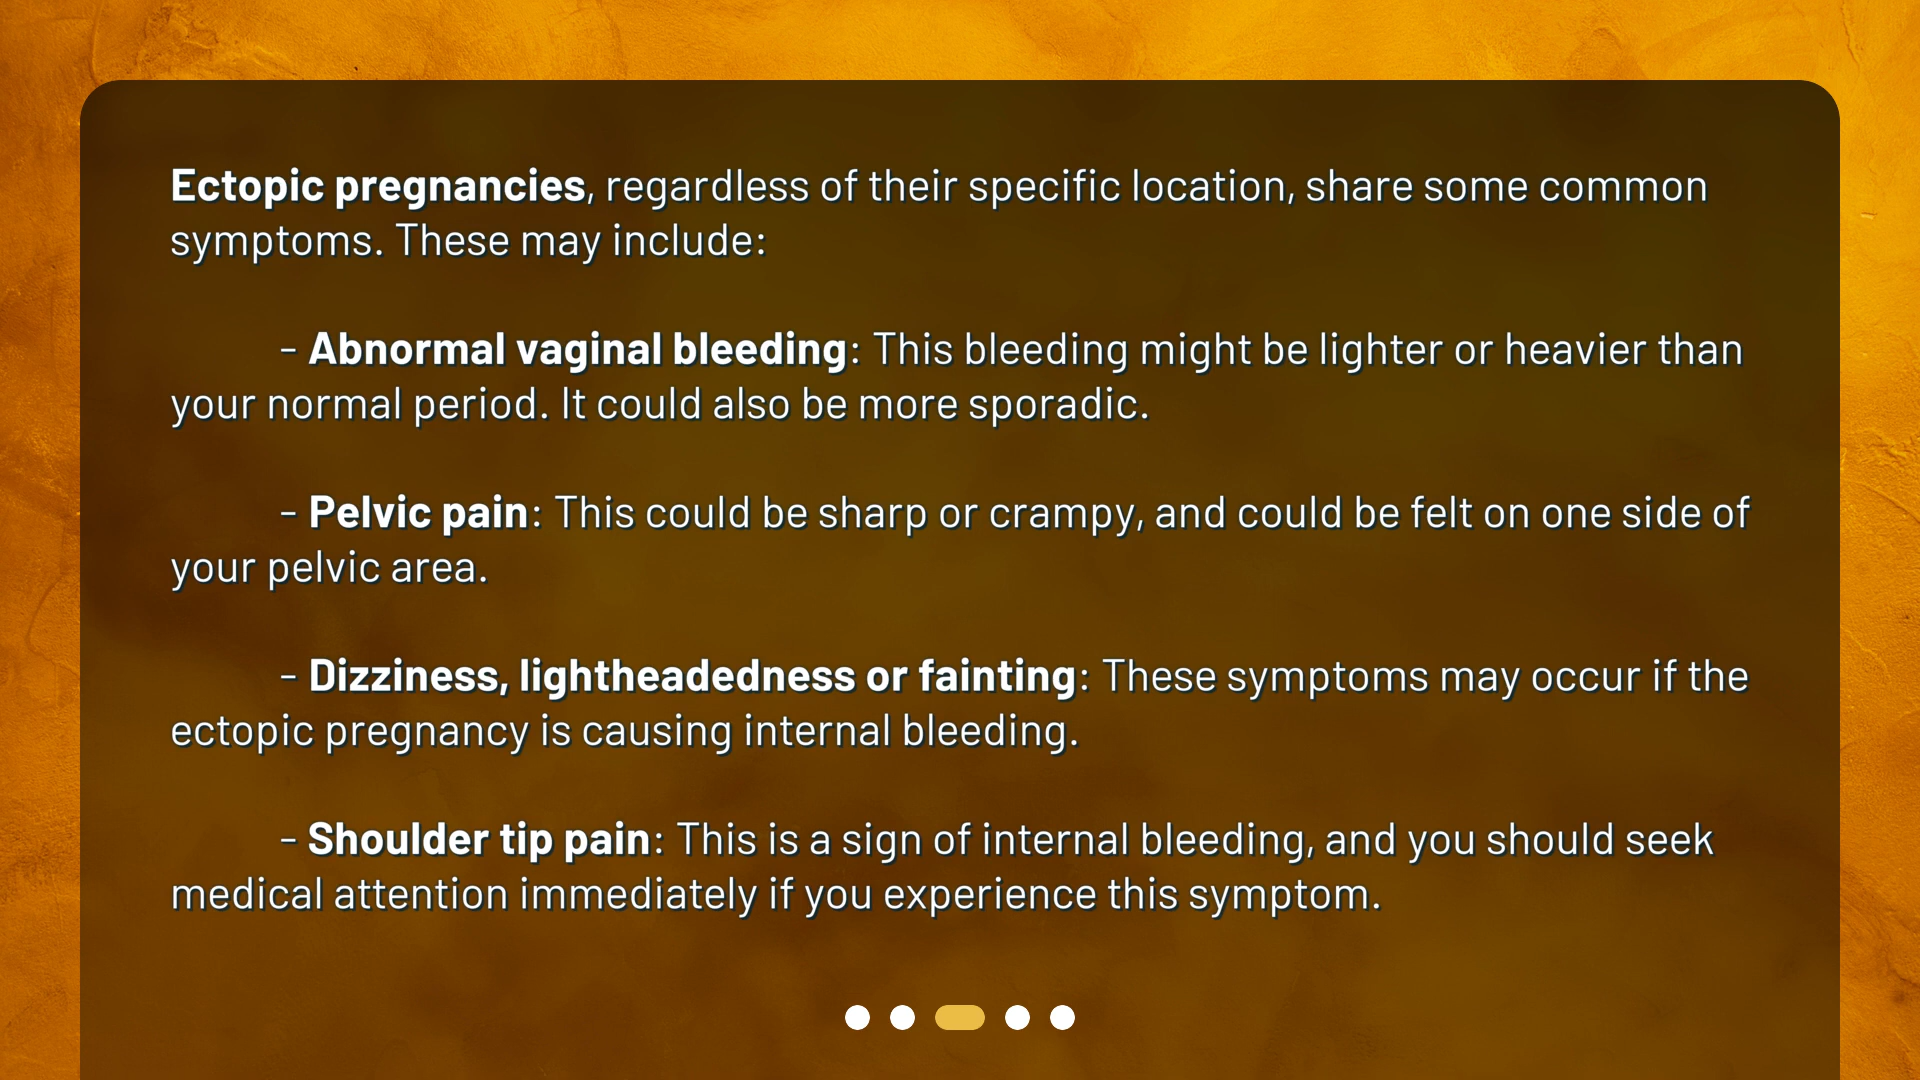 Ectopic pregnancies, regardless of their specific location, share some common
symptoms. These may include:
- Abnormal vaginal bleeding: This bleeding might be lighter or heavier than
your normal period. It could also be more sporadic.
- Pelvic pain: This could be sharp or crampy, and could be felt on one side of
your pelvic area.
- Dizziness, lightheadedness or fainting: These symptoms may occur if the
ectopic pregnancy is causing internal bleeding.
- Shoulder tip pain: This is a sign of internal bleeding, and you should seek
medical attention immediately if you experience this symptom.